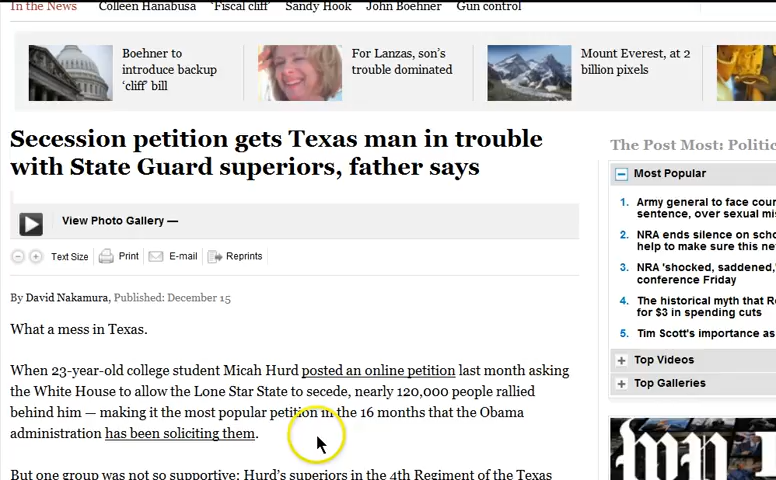 In the News Colleen Hanabusa 'Fiscal cliff' Sandy Hook John Boehner Gun control
Boehner to
introduce backup
'cliff' bill
For Lanzas, son's
trouble dominated
Mount Everest, at 2
billion pixels
Secession petition gets Texas man in trouble
with State Guard superiors, father says
View Photo Gallery —
Text Size Print E-mail Reprints
By David Nakamura, Published: December 15
What a mess in Texas.
When 23-year-old college student Micah Hurd posted an online petition last month asking
the White House to allow the Lone Star State to secede, nearly 120,000 people rallied
behind him — making it the most popular petition in the 16 months that the Obama
administration has been soliciting them.
But one group was not so supportive: Hurd's superiors in the 4th Regiment of the Texas
The Post Most: Politic
Most Popular
1. Army general to face cour
sentence, over sexual mis
2. NRA ends silence on scho
help to make sure this ne
3. NRA 'shocked, saddened,'
conference Friday
4. The historical myth that R
for $3 in spending cuts
5. Tim Scott's importance as
Top Videos
Top Galleries